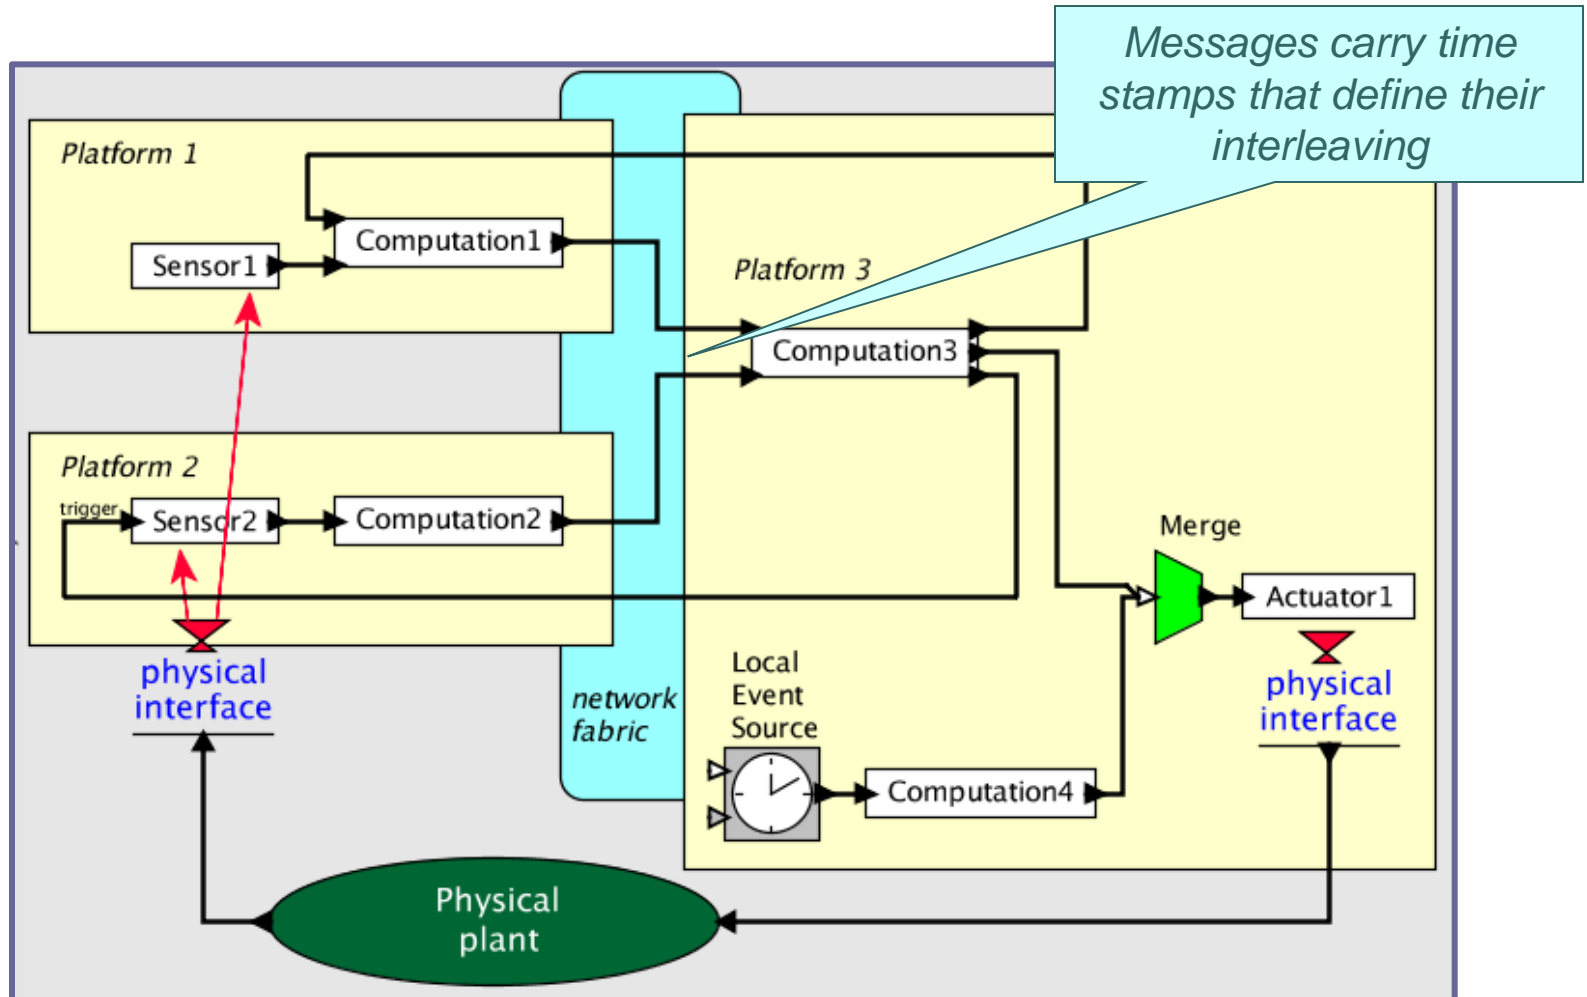 Messages carry time
stamps that define their
interleaving
Platform 1
Computation1
Sensor1
Platform 3
Computation3
Platform 2
trigger
Sensor2
Computation2
Merge
Actuator1
physical
interface
network
fabric
Local
Event
Source
physical
interface
Computation4
Physical
plant